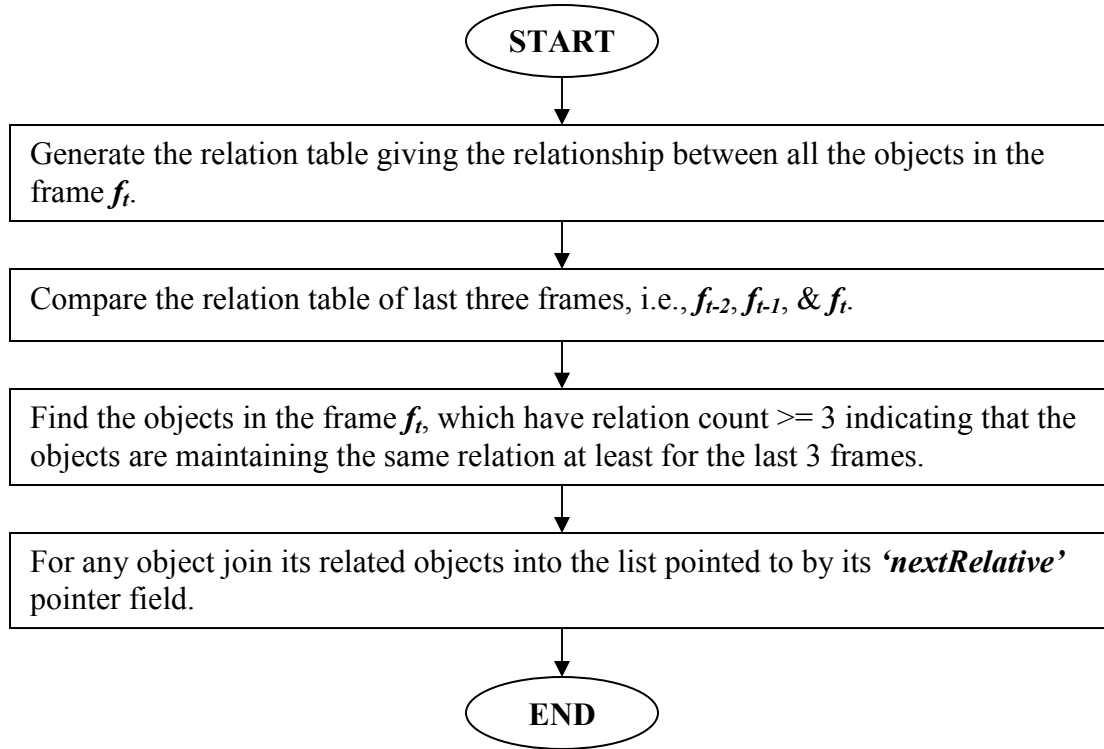 START
Generate the relation table giving the relationship between all the objects in the
frame f_t.
Compare the relation table of last three frames, i.e., f_{t-2}, f_{t-1}, & f_t.
Find the objects in the frame f_t, which have relation count >= 3 indicating that the
objects are maintaining the same relation at least for the last 3 frames.
For any object join its related objects into the list pointed to by its ‘nextRelative’
pointer field.
END